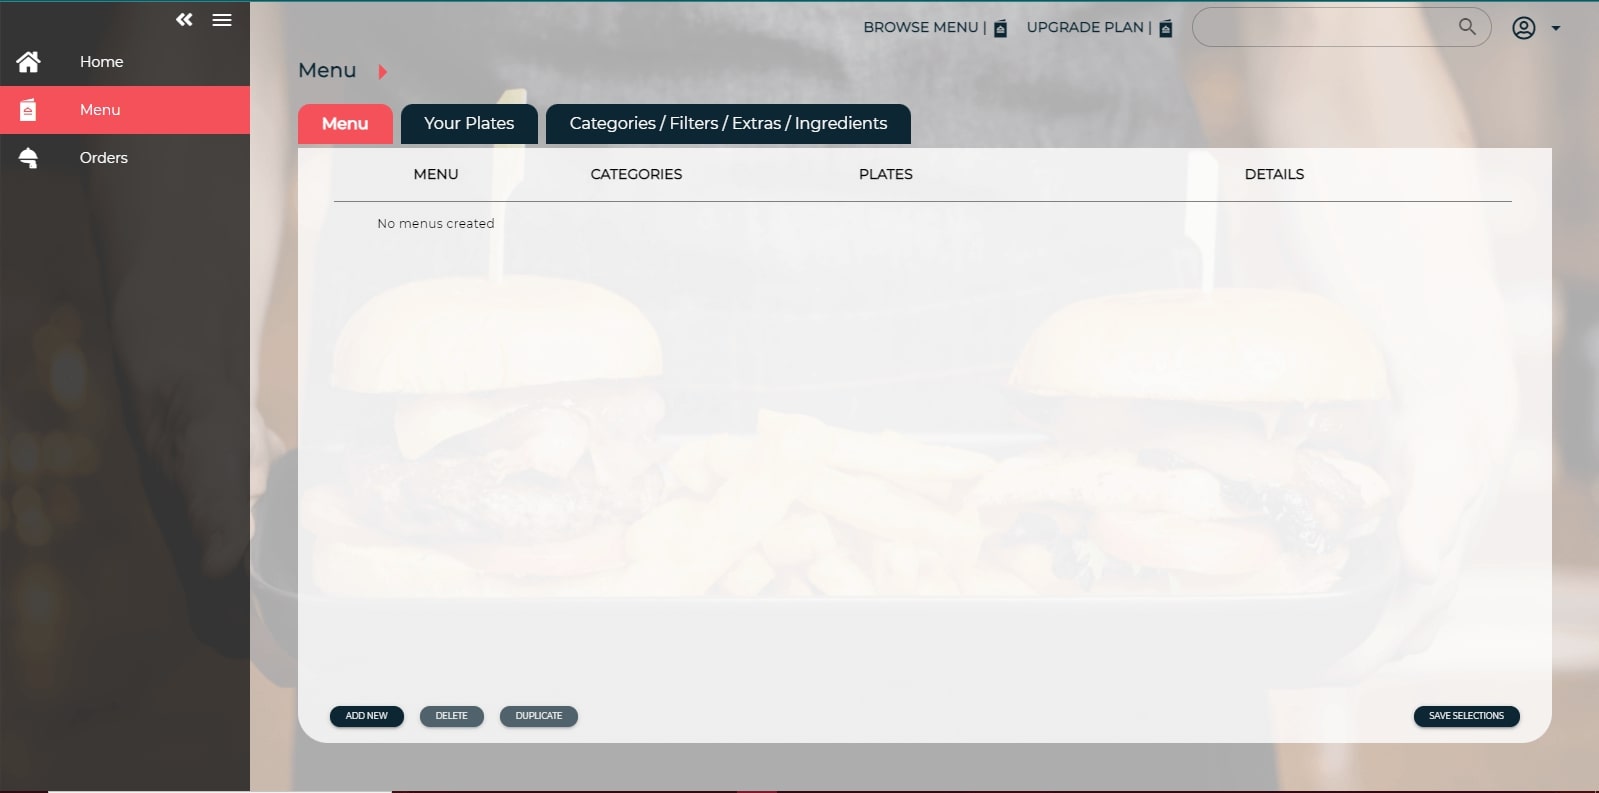 BROWSE MENU |
UPGRADE PLAN |
Home
Menu
Orders
Menu
Menu
Your Plates
Categories / Filters / Extras / Ingredients
MENU
CATEGORIES
PLATES
DETAILS
No menus created
ADD NEW
DELETE
DUPLICATE
SAVE SELECTIONS